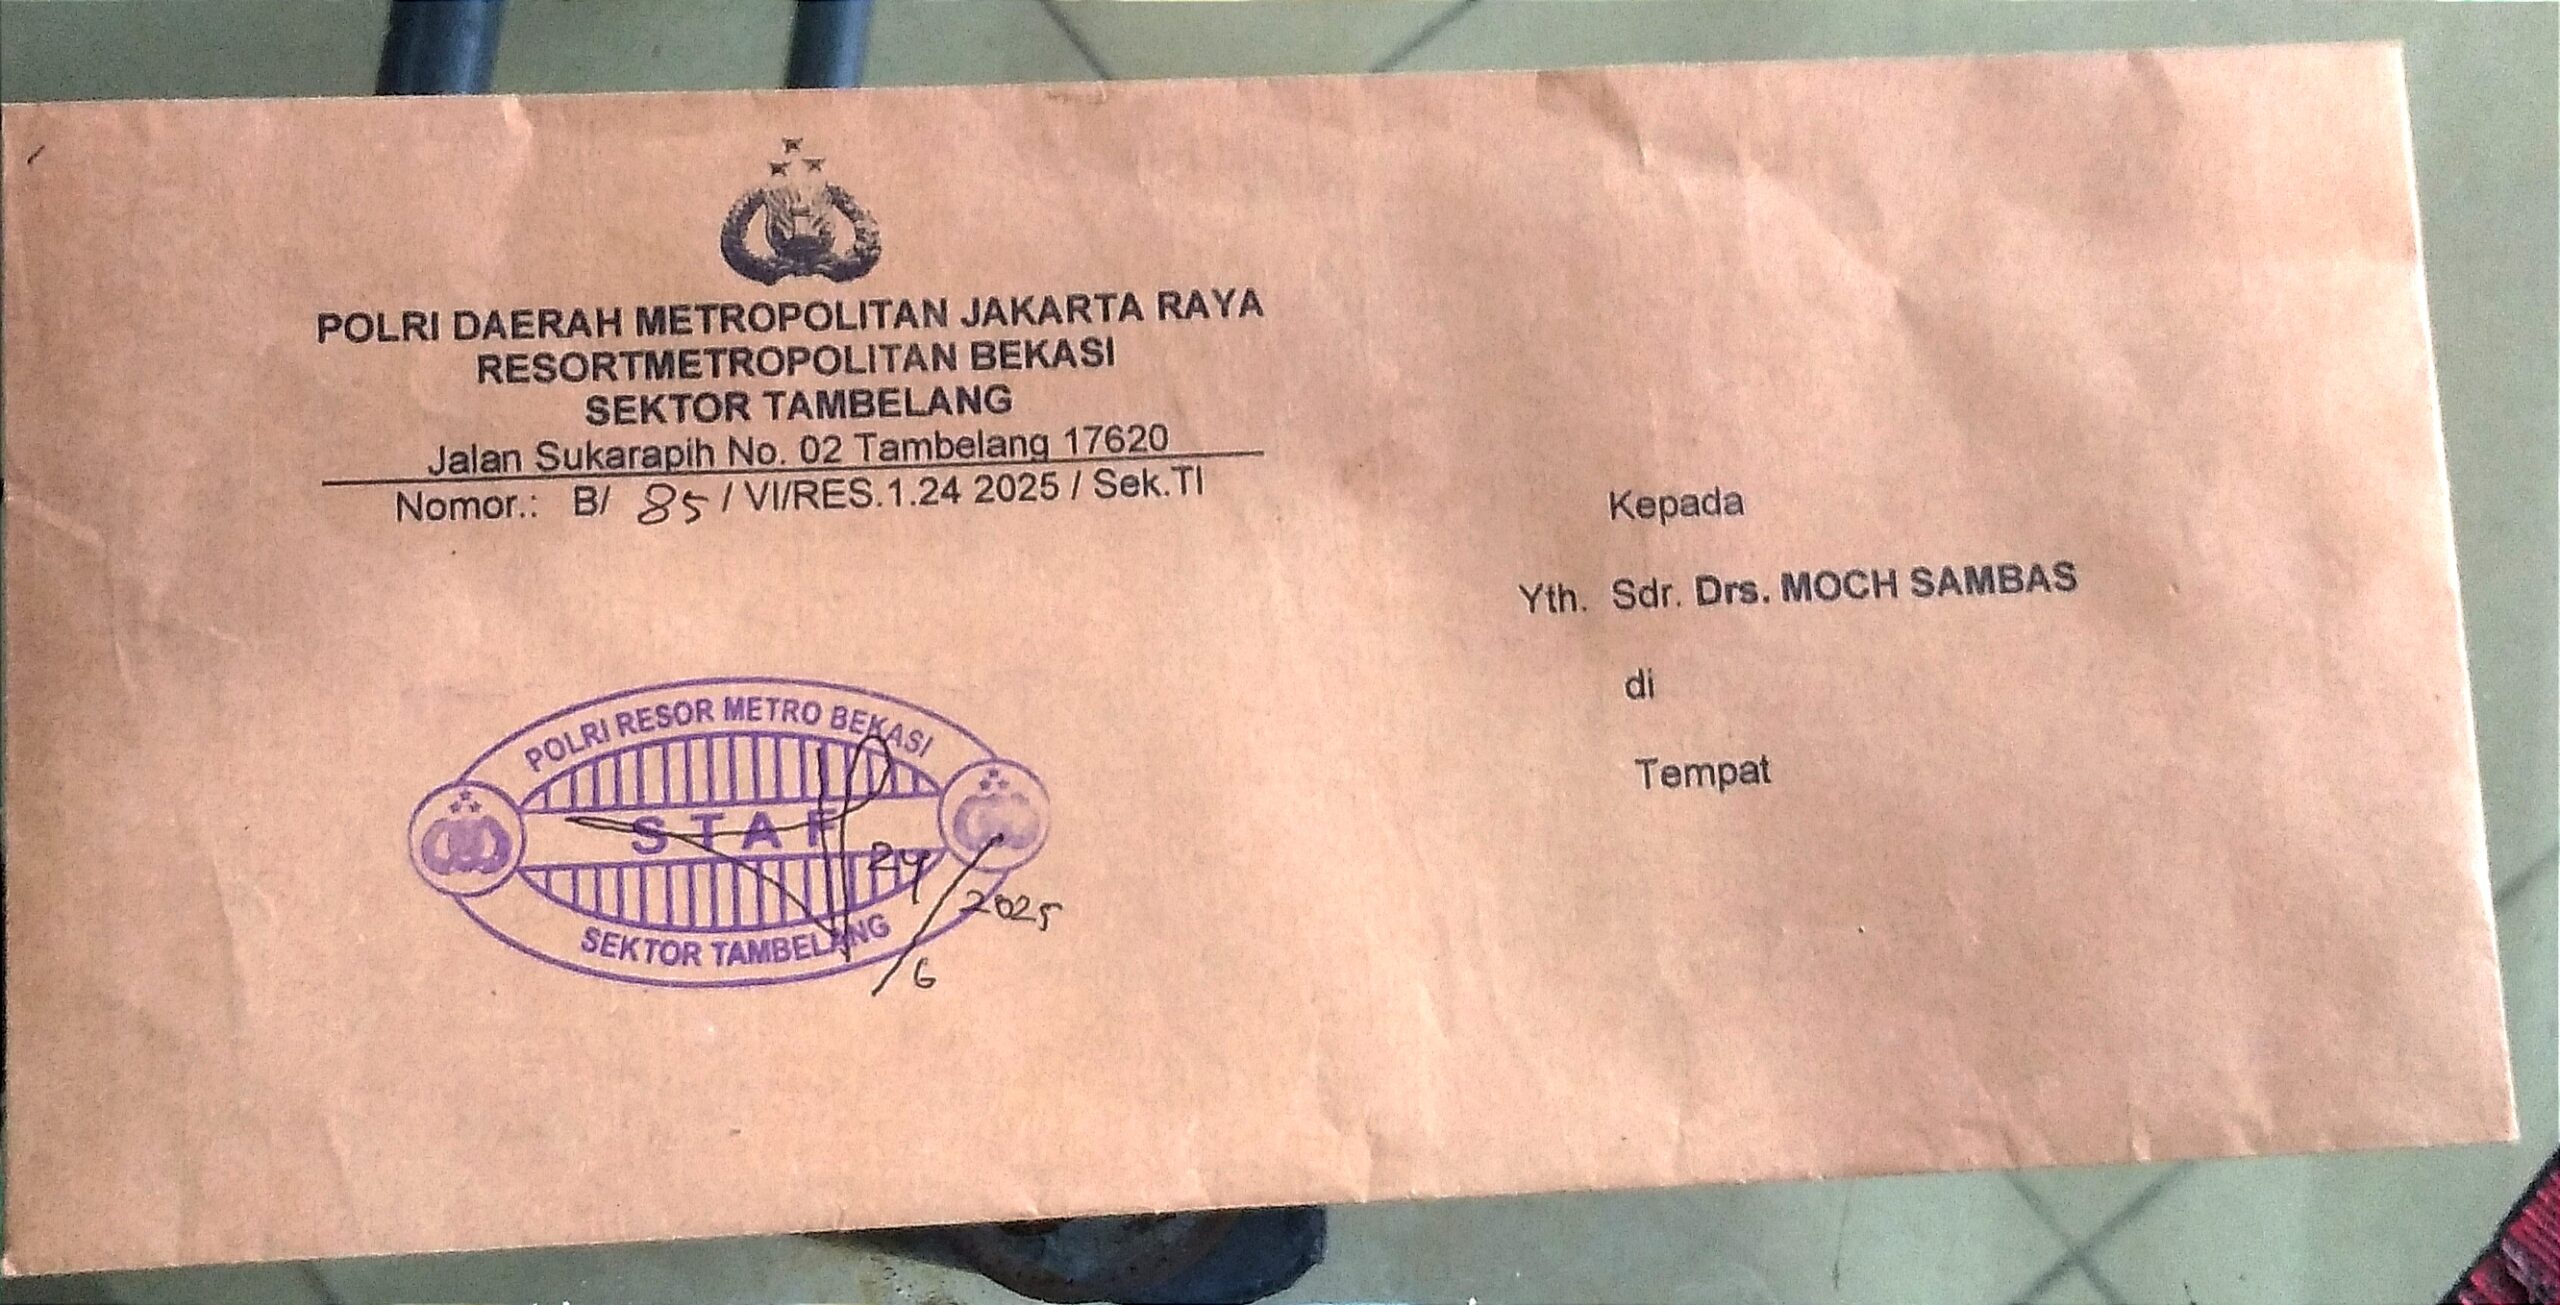 POLRI DAERAH METROPOLITAN JAKARTA RAYA
RESORTMETROPOLITAN BEKASI
SEKTOR TAMBELANG
Jalan Sukarapih No. 02 Tambelang 17620
Nomor.: B/ 85 / VI/RES.1.24 2025 / Sek.TI
Kepada
Yth. Sdr. Drs. MOCH SAMBAS
di
Tempat
POLRI RESOR METRO BEKASI
STAF
SEKTOR TAMBELANG
24/6 2025